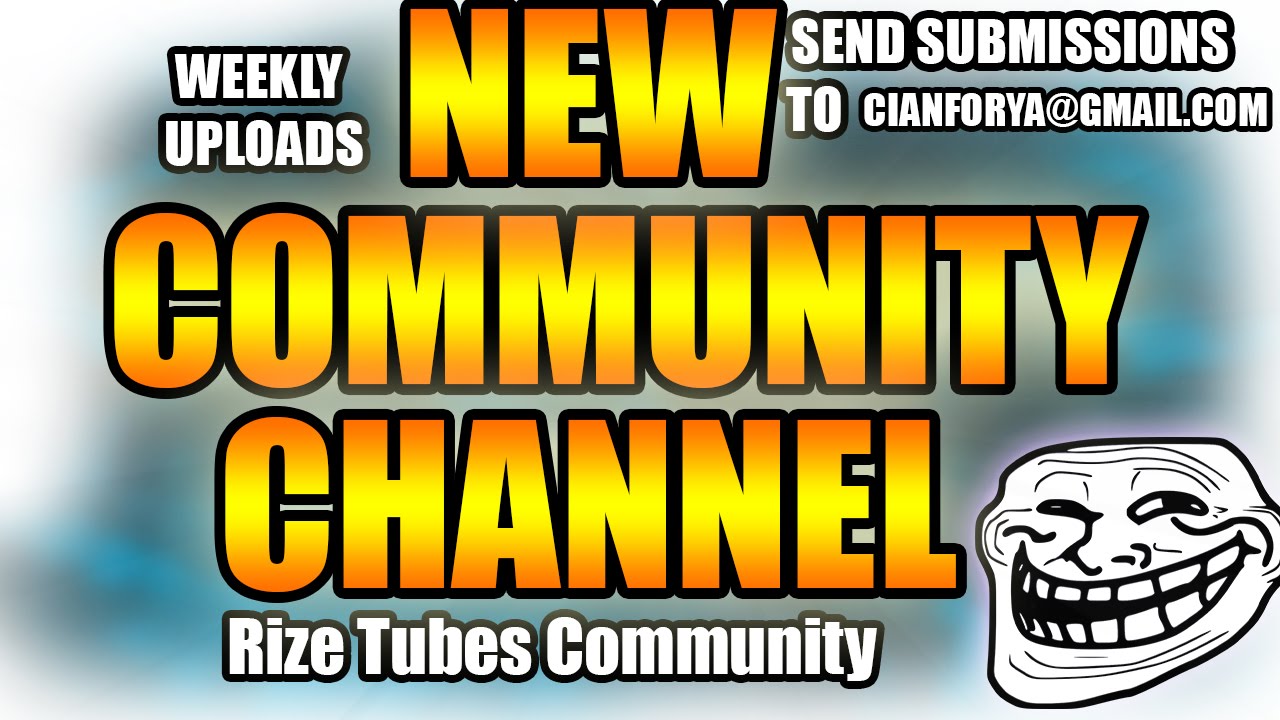 WEEKLY
UPLOADS
NEW
SEND SUBMISSIONS
TO CIANFORYA@GMAIL.COM
COMMUNITY
CHANNEL
Rize Tubes Community